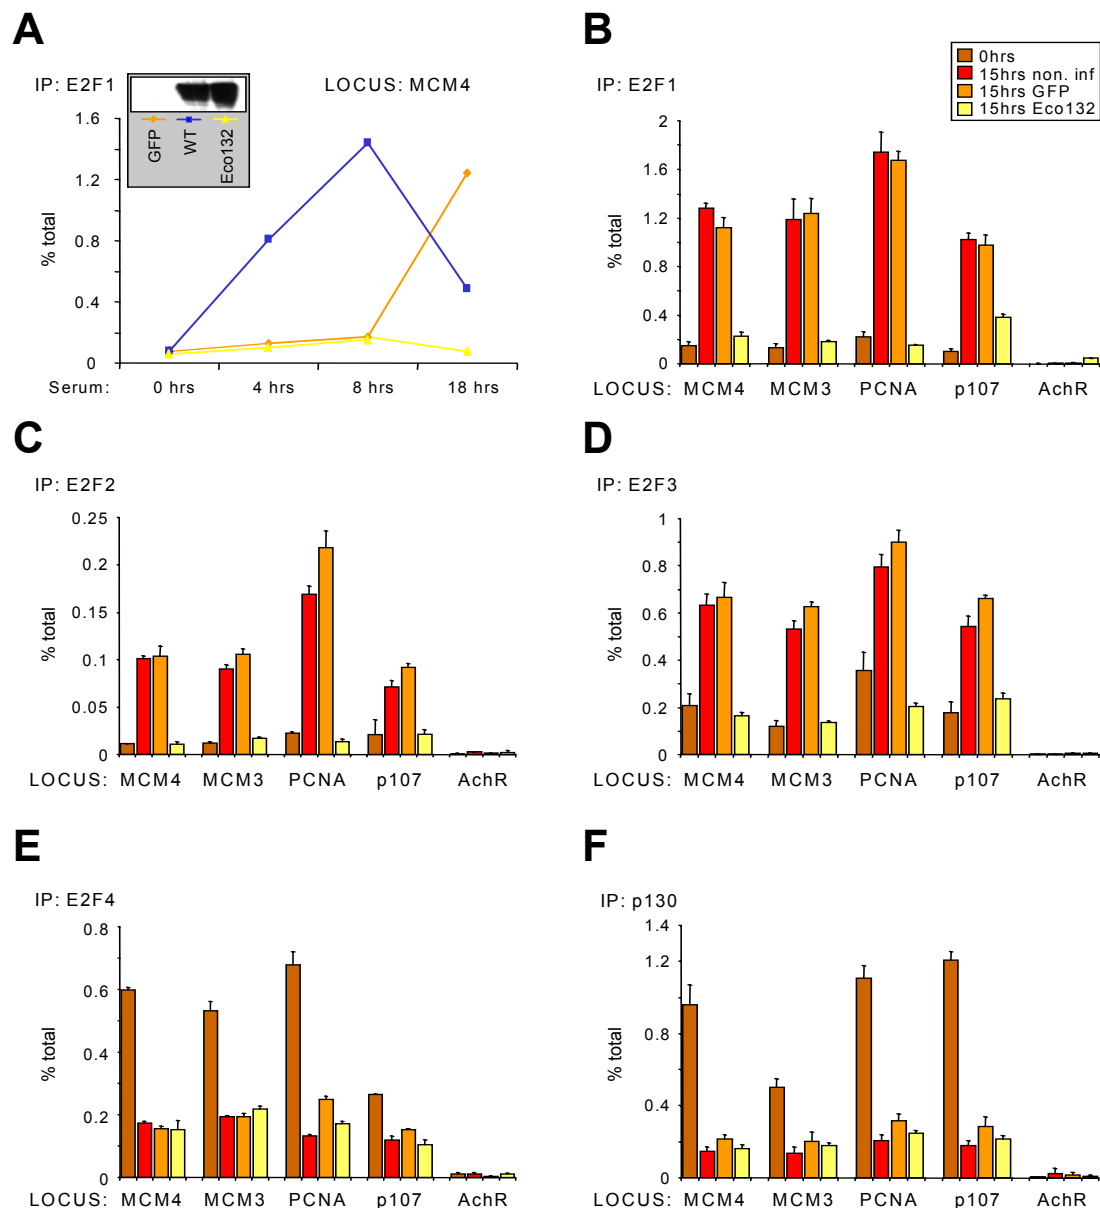 A
IP: E2F1
LOCUS: MCM4
GFP
WT
Eco132
1.6
1.2
0.8
0.4
0
% total
Serum: 0 hrs 4 hrs 8 hrs 18 hrs
B
IP: E2F1
0hrs
15hrs non. inf
15hrs GFP
15hrs Eco132
2
1.6
1.2
0.8
0.4
0
% total
LOCUS: MCM4 MCM3 PCNA p107 AchR
C
IP: E2F2
0.25
0.2
0.15
0.1
0.05
0
% total
LOCUS: MCM4 MCM3 PCNA p107 AchR
D
IP: E2F3
1
0.8
0.6
0.4
0.2
0
% total
LOCUS: MCM4 MCM3 PCNA p107 AchR
E
IP: E2F4
0.8
0.6
0.4
0.2
0
% total
LOCUS: MCM4 MCM3 PCNA p107 AchR
F
IP: p130
1.4
1.2
0.8
0.4
0
% total
LOCUS: MCM4 MCM3 PCNA p107 AchR